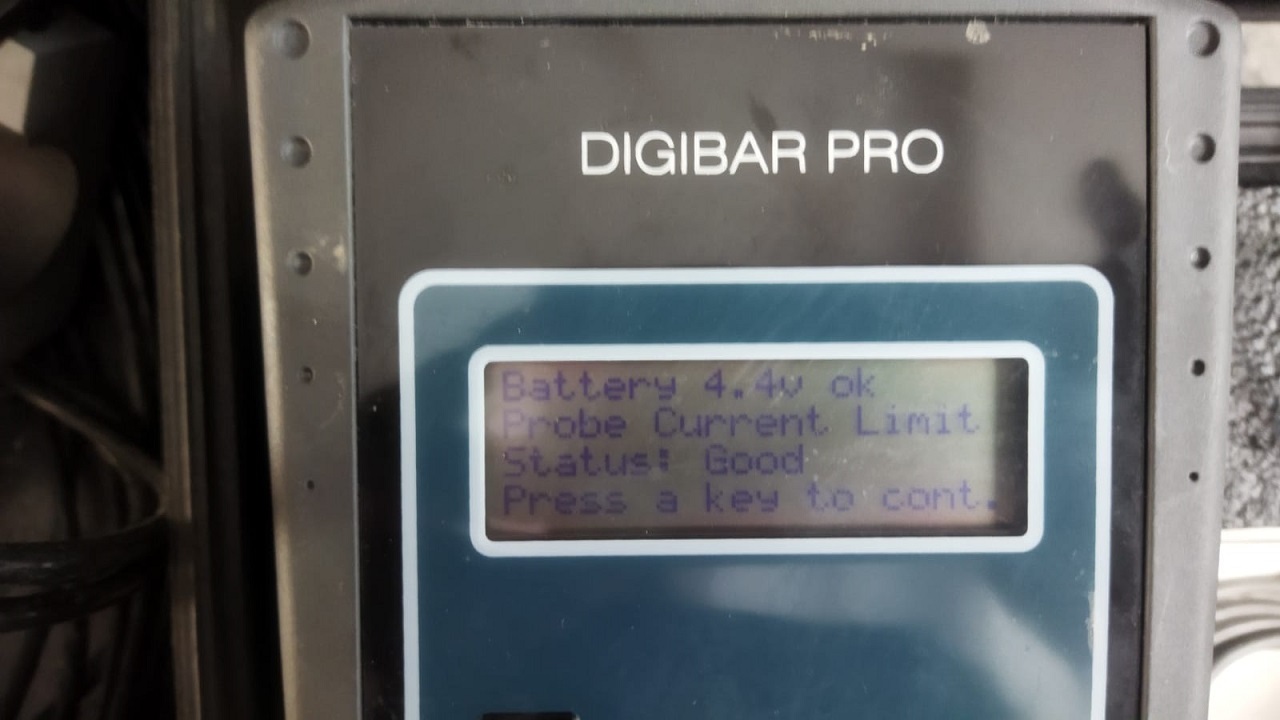 DIGIBAR PRO
Battery 4.4v ok
Probe Current Limit
Status: Good
Press a key to cont.